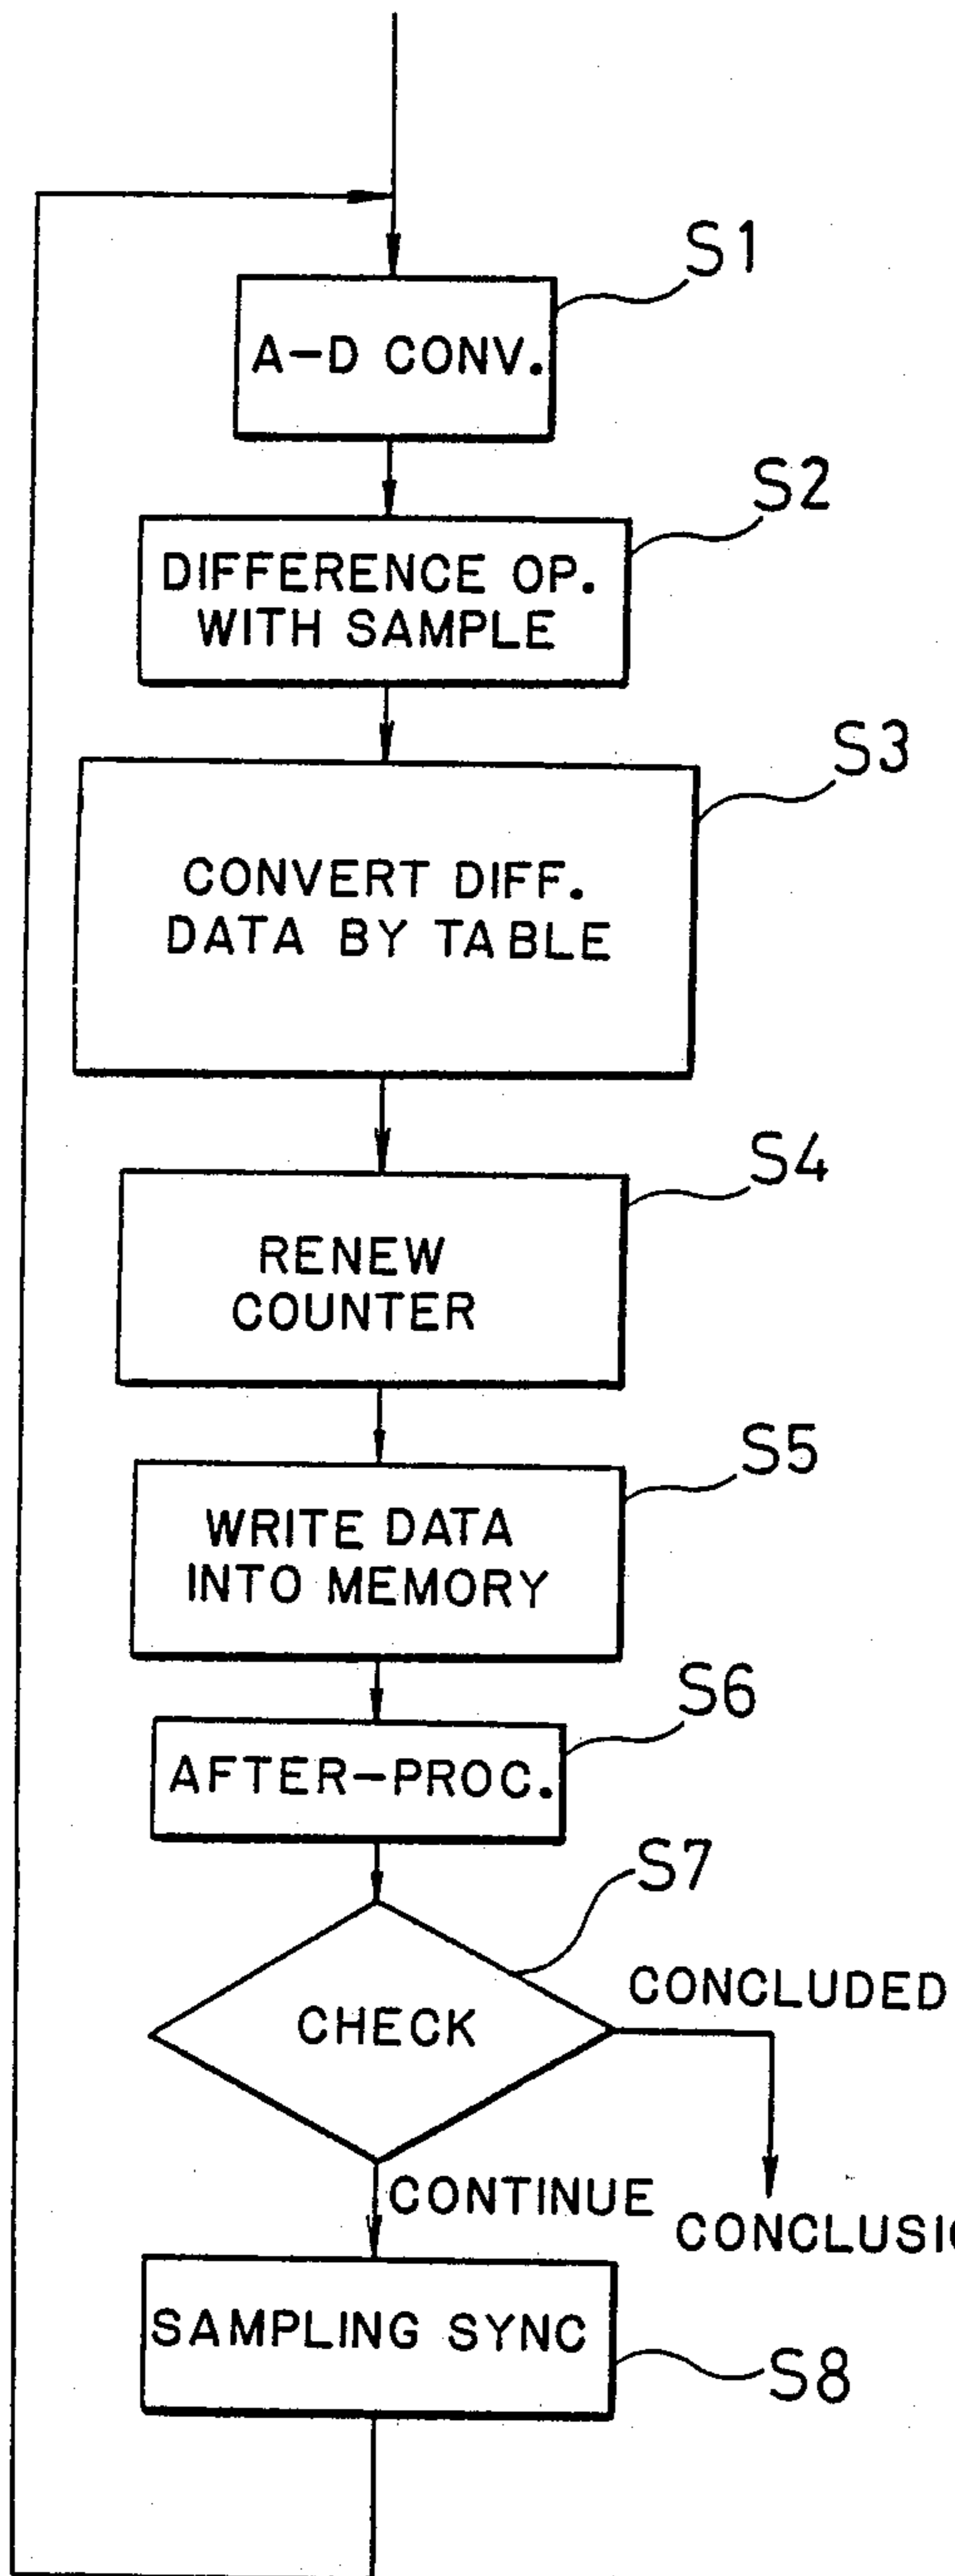 S1
A-D CONV.
S2
DIFFERENCE OP.
WITH SAMPLE
S3
CONVERT DIFF.
DATA BY TABLE
S4
RENEW
COUNTER
S5
WRITE DATA
INTO MEMORY
S6
AFTER-PROC.
S7
CONCLUDED
CHECK
CONTINUE
SAMPLING SYNC
S8